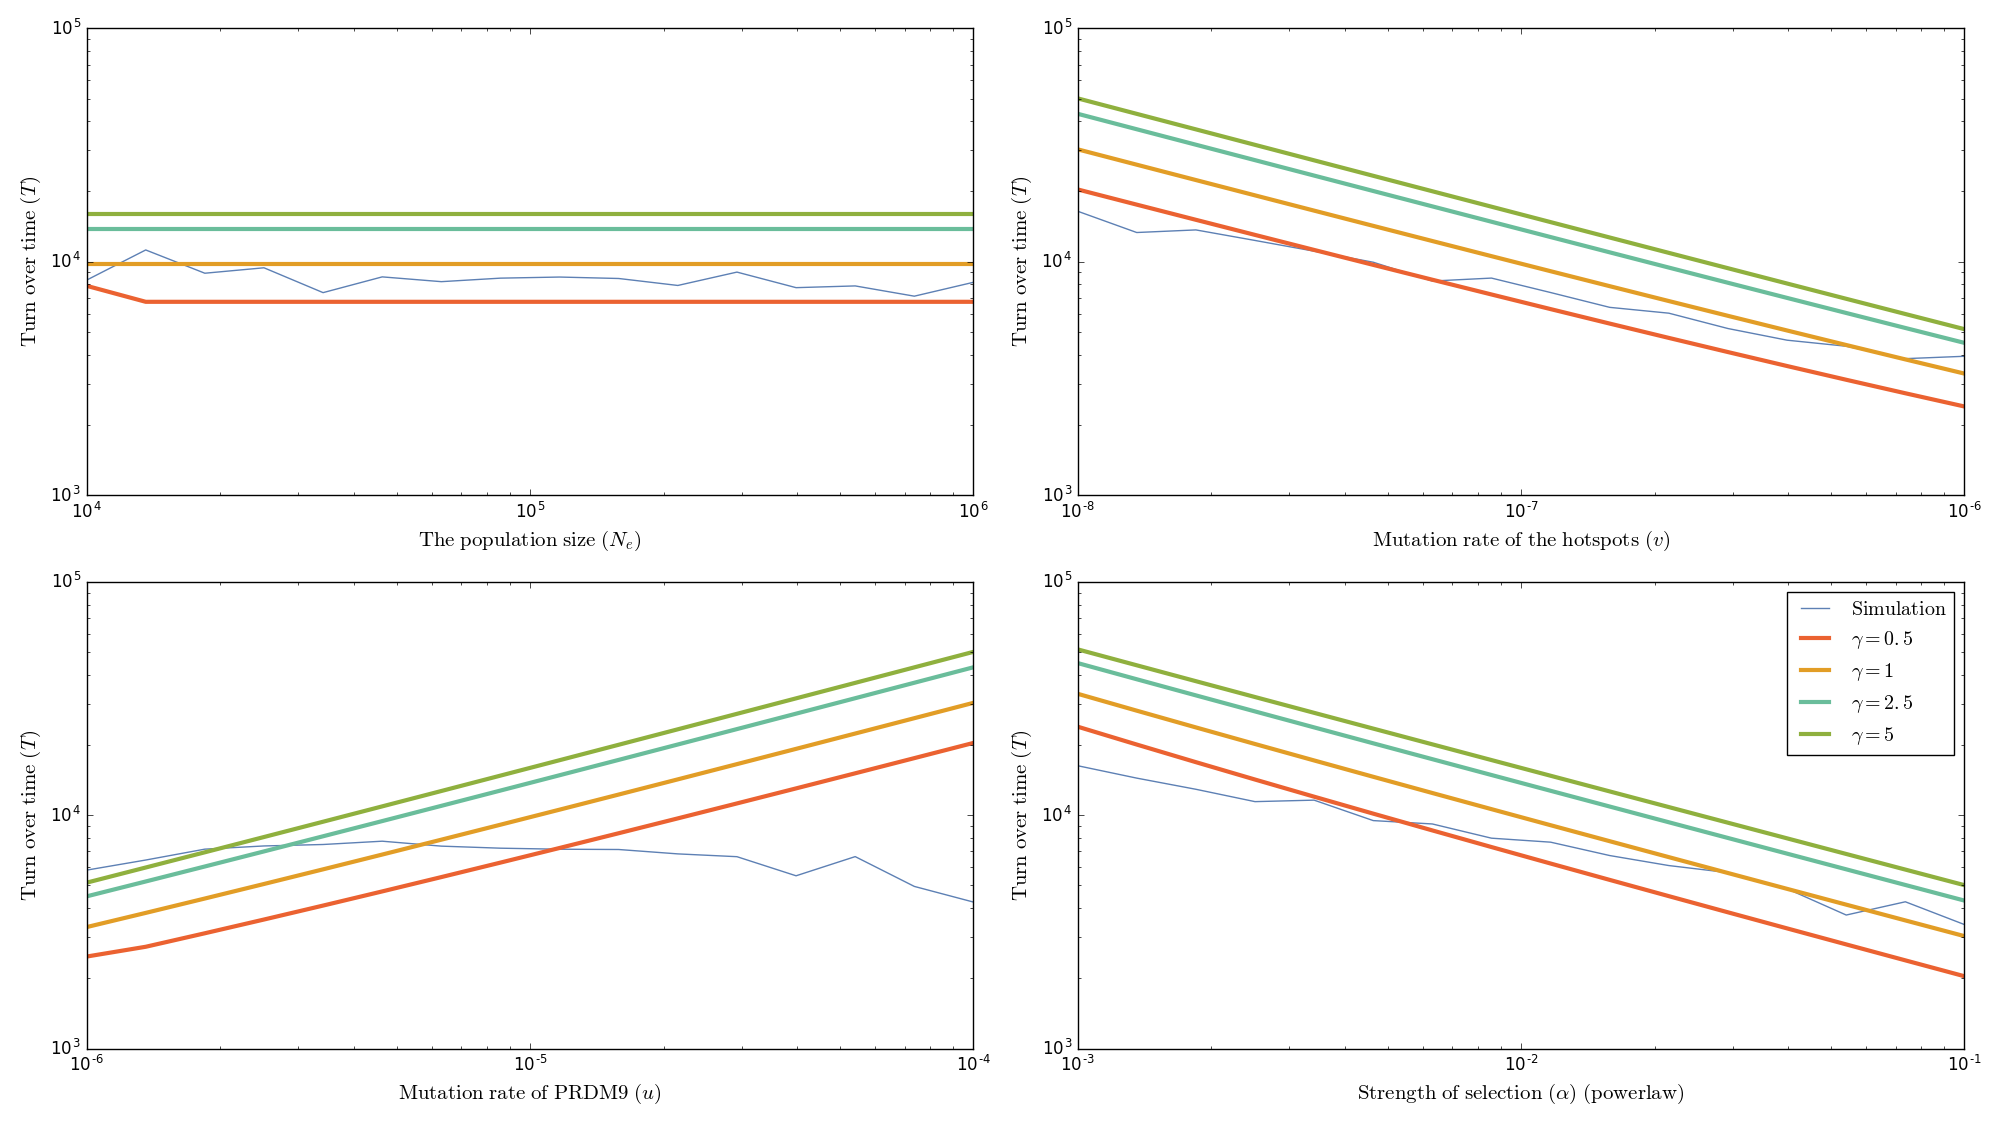 10^5
10^4
10^3
Turn over time (T)
10^4 10^5 10^6
The population size (N_e)
10^5
10^4
10^3
Turn over time (T)
10^-8 10^-7 10^-6
Mutation rate of the hotspots (v)
10^5
10^4
10^3
Turn over time (T)
10^-6 10^-5 10^-4
Mutation rate of PRDM9 (u)
10^5
10^4
10^3
Turn over time (T)
10^-3 10^-2 10^-1
Strength of selection (α) (powerlaw)
Simulation
γ = 0.5
γ = 1
γ = 2.5
γ = 5